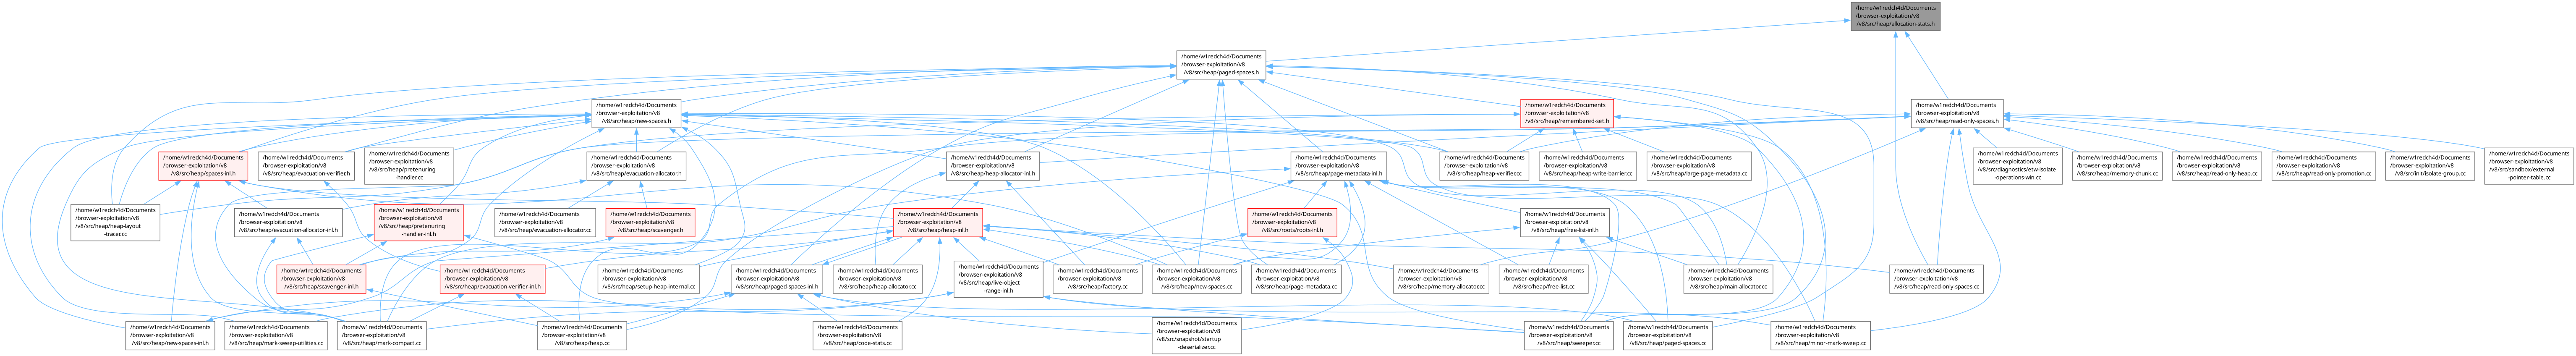 /home/w1redch4d/Documents
/browser-exploitation/v8
/v8/src/heap/allocation-stats.h
/home/w1redch4d/Documents
/browser-exploitation/v8
/v8/src/heap/paged-spaces.h
/home/w1redch4d/Documents
/browser-exploitation/v8
/v8/src/heap/new-spaces.h
/home/w1redch4d/Documents
/browser-exploitation/v8
/v8/src/heap/remembered-set.h
/home/w1redch4d/Documents
/browser-exploitation/v8
/v8/src/heap/read-only-spaces.h
/home/w1redch4d/Documents
/browser-exploitation/v8
/v8/src/heap/spaces-inl.h
/home/w1redch4d/Documents
/browser-exploitation/v8
/v8/src/heap/evacuation-verifier.h
/home/w1redch4d/Documents
/browser-exploitation/v8
/v8/src/heap/pretenuring
-handler.cc
/home/w1redch4d/Documents
/browser-exploitation/v8
/v8/src/heap/evacuation-allocator.h
/home/w1redch4d/Documents
/browser-exploitation/v8
/v8/src/heap/heap-allocator-inl.h
/home/w1redch4d/Documents
/browser-exploitation/v8
/v8/src/heap/page-metadata-inl.h
/home/w1redch4d/Documents
/browser-exploitation/v8
/v8/src/heap/heap-verifier.cc
/home/w1redch4d/Documents
/browser-exploitation/v8
/v8/src/heap/heap-write-barrier.cc
/home/w1redch4d/Documents
/browser-exploitation/v8
/v8/src/heap/large-page-metadata.cc
/home/w1redch4d/Documents
/browser-exploitation/v8
/v8/src/diagnostics/etw-isolate
-operations-win.cc
/home/w1redch4d/Documents
/browser-exploitation/v8
/v8/src/heap/memory-chunk.cc
/home/w1redch4d/Documents
/browser-exploitation/v8
/v8/src/heap/read-only-heap.cc
/home/w1redch4d/Documents
/browser-exploitation/v8
/v8/src/heap/read-only-promotion.cc
/home/w1redch4d/Documents
/browser-exploitation/v8
/v8/src/init/isolate-group.cc
/home/w1redch4d/Documents
/browser-exploitation/v8
/v8/src/sandbox/external
-pointer-table.cc
/home/w1redch4d/Documents
/browser-exploitation/v8
/v8/src/heap/heap-layout
-tracer.cc
/home/w1redch4d/Documents
/browser-exploitation/v8
/v8/src/heap/evacuation-allocator-inl.h
/home/w1redch4d/Documents
/browser-exploitation/v8
/v8/src/heap/pretenuring
-handler-inl.h
/home/w1redch4d/Documents
/browser-exploitation/v8
/v8/src/heap/evacuation-allocator.cc
/home/w1redch4d/Documents
/browser-exploitation/v8
/v8/src/heap/scavenger.h
/home/w1redch4d/Documents
/browser-exploitation/v8
/v8/src/heap/heap-inl.h
/home/w1redch4d/Documents
/browser-exploitation/v8
/v8/src/roots/roots-inl.h
/home/w1redch4d/Documents
/browser-exploitation/v8
/v8/src/heap/free-list-inl.h
/home/w1redch4d/Documents
/browser-exploitation/v8
/v8/src/heap/scavenger-inl.h
/home/w1redch4d/Documents
/browser-exploitation/v8
/v8/src/heap/evacuation-verifier-inl.h
/home/w1redch4d/Documents
/browser-exploitation/v8
/v8/src/heap/setup-heap-internal.cc
/home/w1redch4d/Documents
/browser-exploitation/v8
/v8/src/heap/paged-spaces-inl.h
/home/w1redch4d/Documents
/browser-exploitation/v8
/v8/src/heap/heap-allocator.cc
/home/w1redch4d/Documents
/browser-exploitation/v8
/v8/src/heap/live-object
-range-inl.h
/home/w1redch4d/Documents
/browser-exploitation/v8
/v8/src/heap/factory.cc
/home/w1redch4d/Documents
/browser-exploitation/v8
/v8/src/heap/new-spaces.cc
/home/w1redch4d/Documents
/browser-exploitation/v8
/v8/src/heap/page-metadata.cc
/home/w1redch4d/Documents
/browser-exploitation/v8
/v8/src/heap/memory-allocator.cc
/home/w1redch4d/Documents
/browser-exploitation/v8
/v8/src/heap/free-list.cc
/home/w1redch4d/Documents
/browser-exploitation/v8
/v8/src/heap/main-allocator.cc
/home/w1redch4d/Documents
/browser-exploitation/v8
/v8/src/heap/read-only-spaces.cc
/home/w1redch4d/Documents
/browser-exploitation/v8
/v8/src/heap/new-spaces-inl.h
/home/w1redch4d/Documents
/browser-exploitation/v8
/v8/src/heap/mark-sweep-utilities.cc
/home/w1redch4d/Documents
/browser-exploitation/v8
/v8/src/heap/mark-compact.cc
/home/w1redch4d/Documents
/browser-exploitation/v8
/v8/src/heap/heap.cc
/home/w1redch4d/Documents
/browser-exploitation/v8
/v8/src/heap/code-stats.cc
/home/w1redch4d/Documents
/browser-exploitation/v8
/v8/src/snapshot/startup
-deserializer.cc
/home/w1redch4d/Documents
/browser-exploitation/v8
/v8/src/heap/sweeper.cc
/home/w1redch4d/Documents
/browser-exploitation/v8
/v8/src/heap/paged-spaces.cc
/home/w1redch4d/Documents
/browser-exploitation/v8
/v8/src/heap/minor-mark-sweep.cc